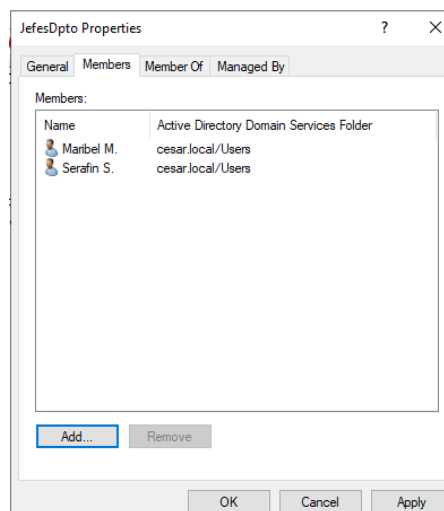 JefesDpto Properties ? ×
General Members Member Of Managed By
Members:
Name Active Directory Domain Services Folder
Maribel M. cesar.local/Users
Serafin S. cesar.local/Users
Add... Remove
OK Cancel Apply